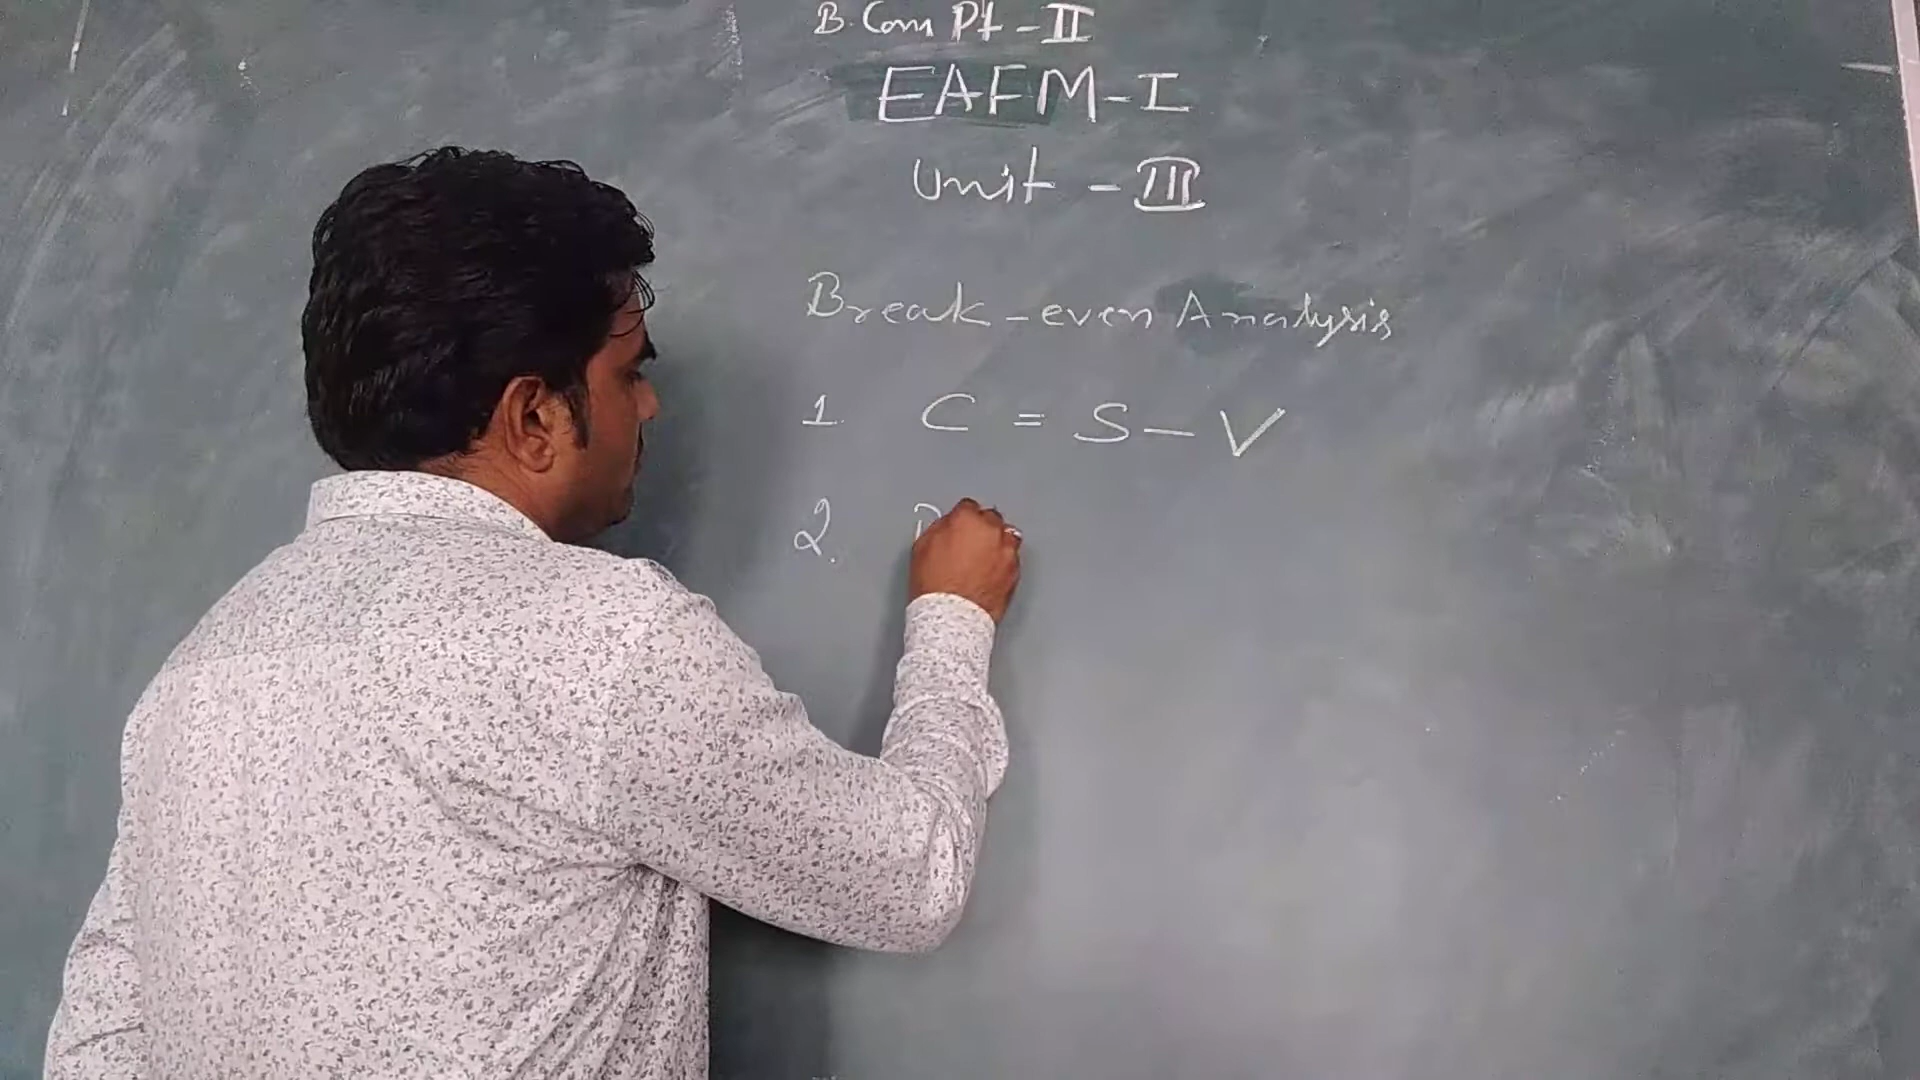 B.Com Pt-II
EAFM-I
Unit-III
Break-even Analysis
1. C = S - V
2.